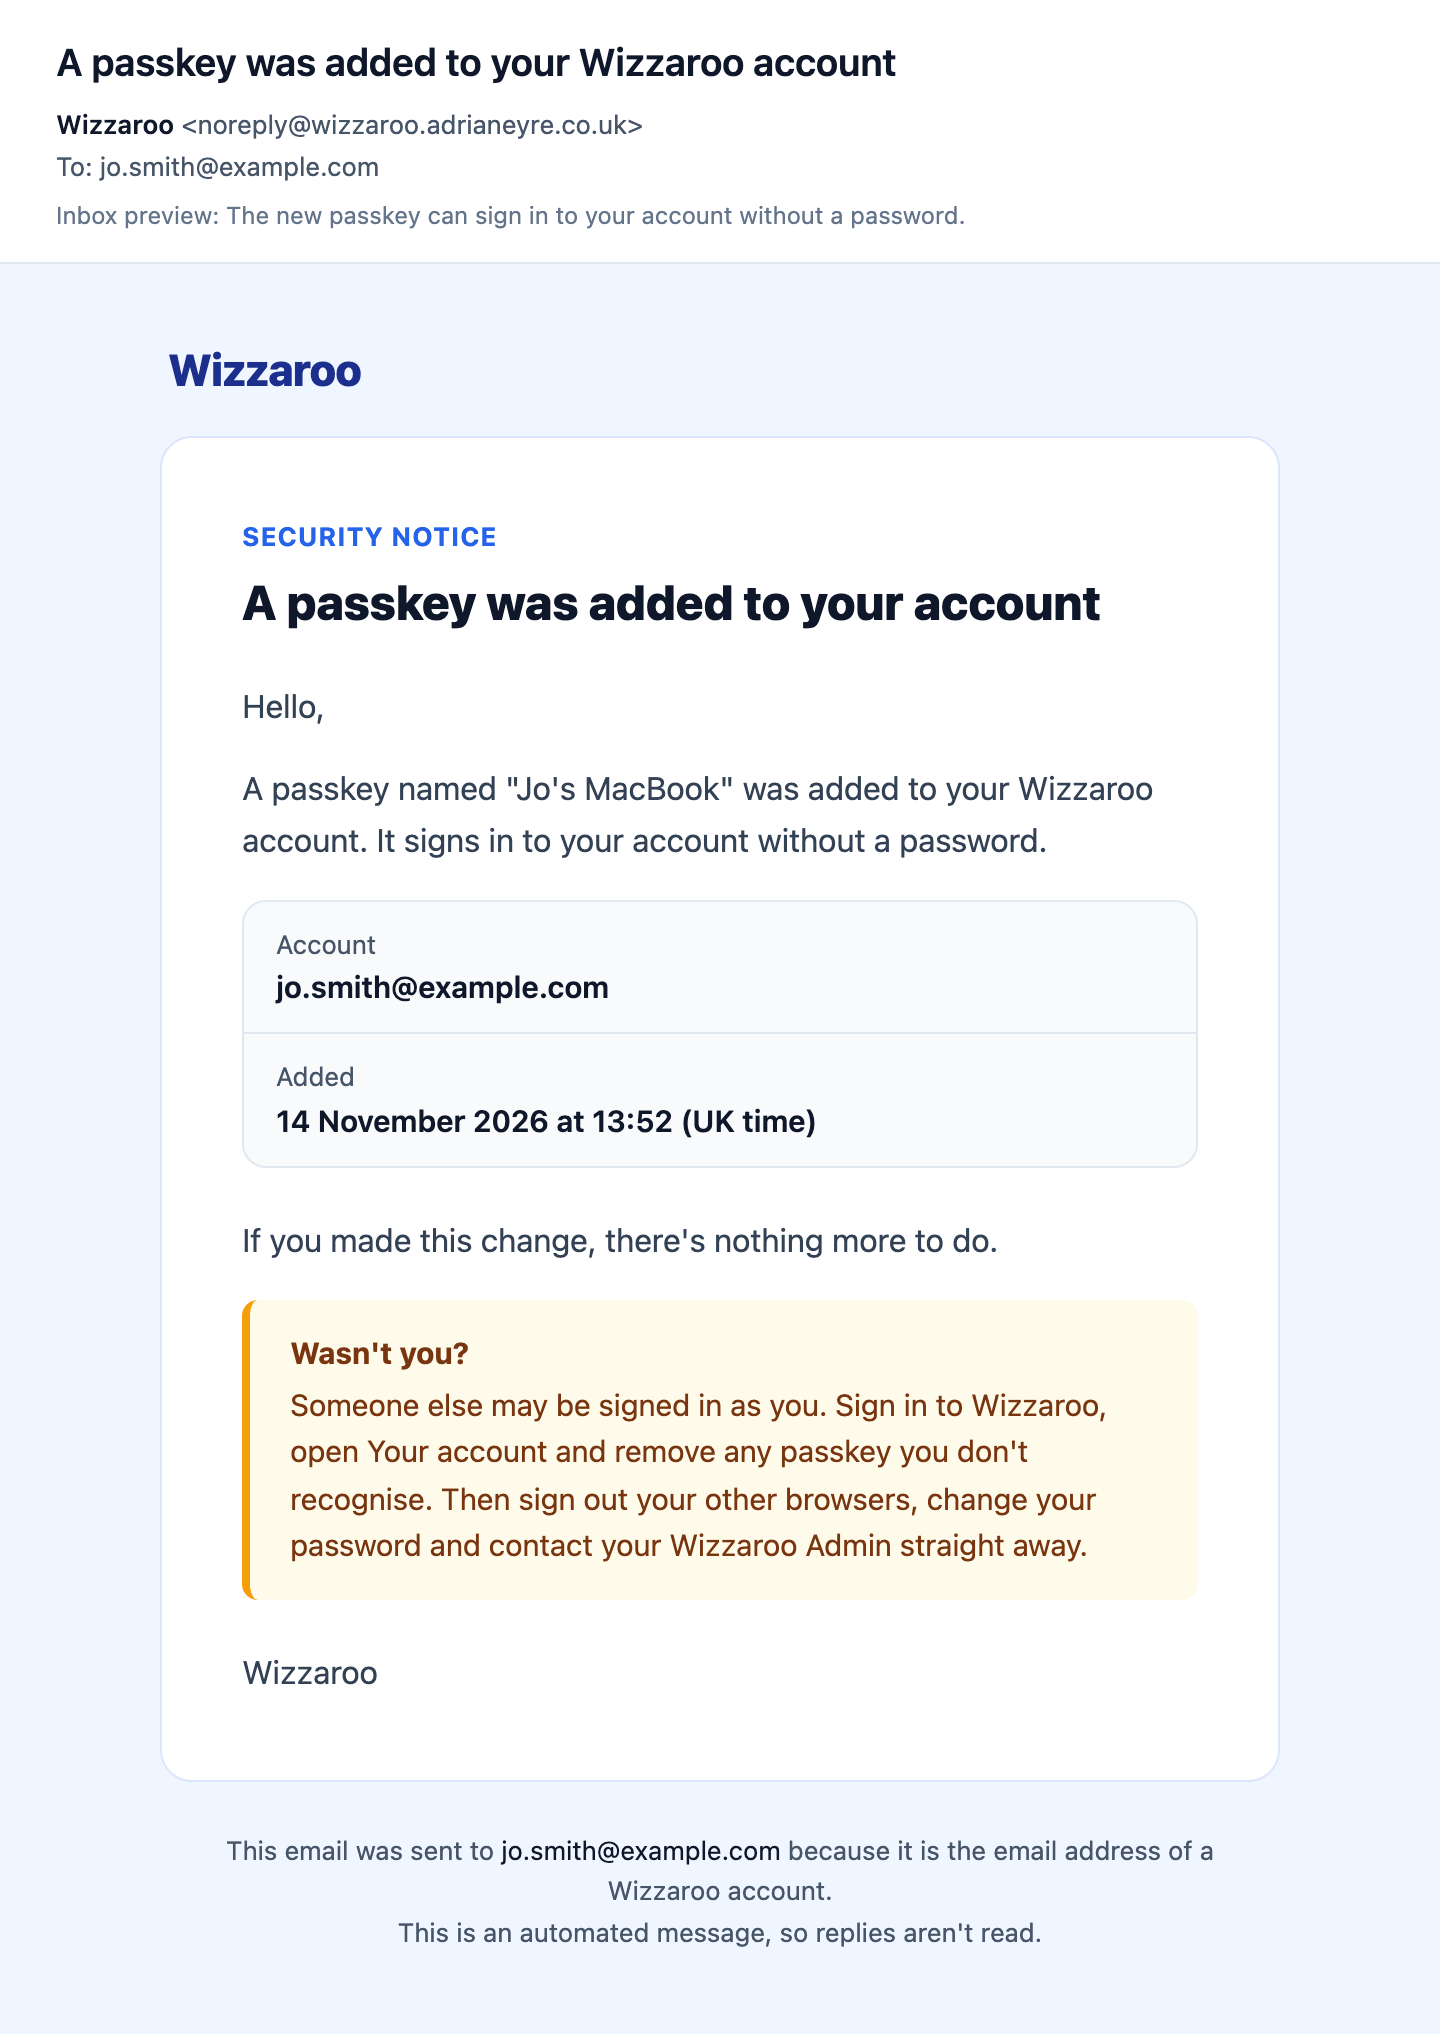 A passkey was added to your Wizzaroo account
Wizzaroo <noreply@wizzaroo.adrianeyre.co.uk>
To: jo.smith@example.com
Inbox preview: The new passkey can sign in to your account without a password.
Wizzaroo
SECURITY NOTICE
A passkey was added to your account
Hello,
A passkey named "Jo's MacBook" was added to your Wizzaroo
account. It signs in to your account without a password.
Account
jo.smith@example.com
Added
14 November 2026 at 13:52 (UK time)
If you made this change, there's nothing more to do.
Wasn't you?
Someone else may be signed in as you. Sign in to Wizzaroo,
open Your account and remove any passkey you don't
recognise. Then sign out your other browsers, change your
password and contact your Wizzaroo Admin straight away.
Wizzaroo
This email was sent to jo.smith@example.com because it is the email address of a
Wizzaroo account.
This is an automated message, so replies aren't read.